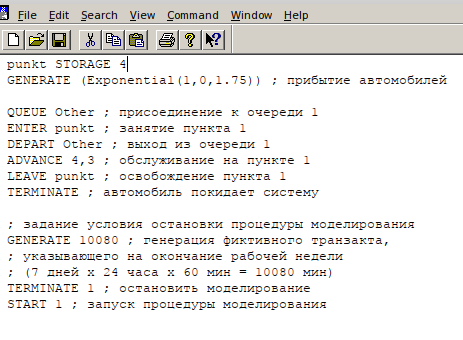 File Edit Search View Command Window Help
punkt STORAGE 4
GENERATE (Exponential(1,0,1.75)) ; прибытие автомобилей
QUEUE Other ; присоединение к очереди 1
ENTER punkt ; занятие пункта 1
DEPART Other ; выход из очереди 1
ADVANCE 4,3 ; обслуживание на пункте 1
LEAVE punkt ; освобождение пункта 1
TERMINATE ; автомобиль покидает систему
; задание условия остановки процедуры моделирования
GENERATE 10080 ; генерация фиктивного транзакта,
; указывающего на окончание рабочей недели
; (7 дней x 24 часа x 60 мин = 10080 мин)
TERMINATE 1 ; остановить моделирование
START 1 ; запуск процедуры моделирования